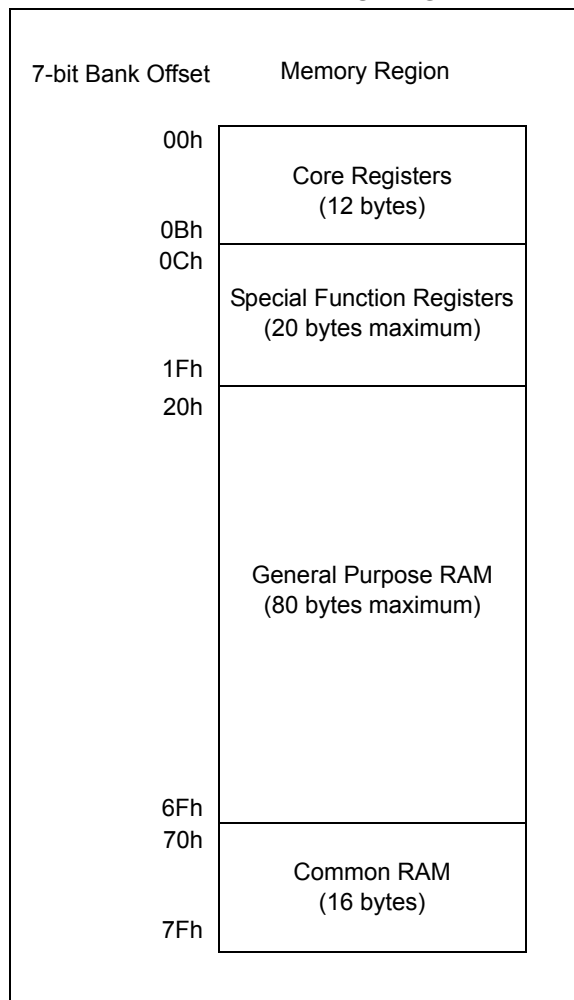 7-bit Bank Offset Memory Region
00h
Core Registers
(12 bytes)
0Bh
0Ch
Special Function Registers
(20 bytes maximum)
1Fh
20h
General Purpose RAM
(80 bytes maximum)
6Fh
70h
Common RAM
(16 bytes)
7Fh